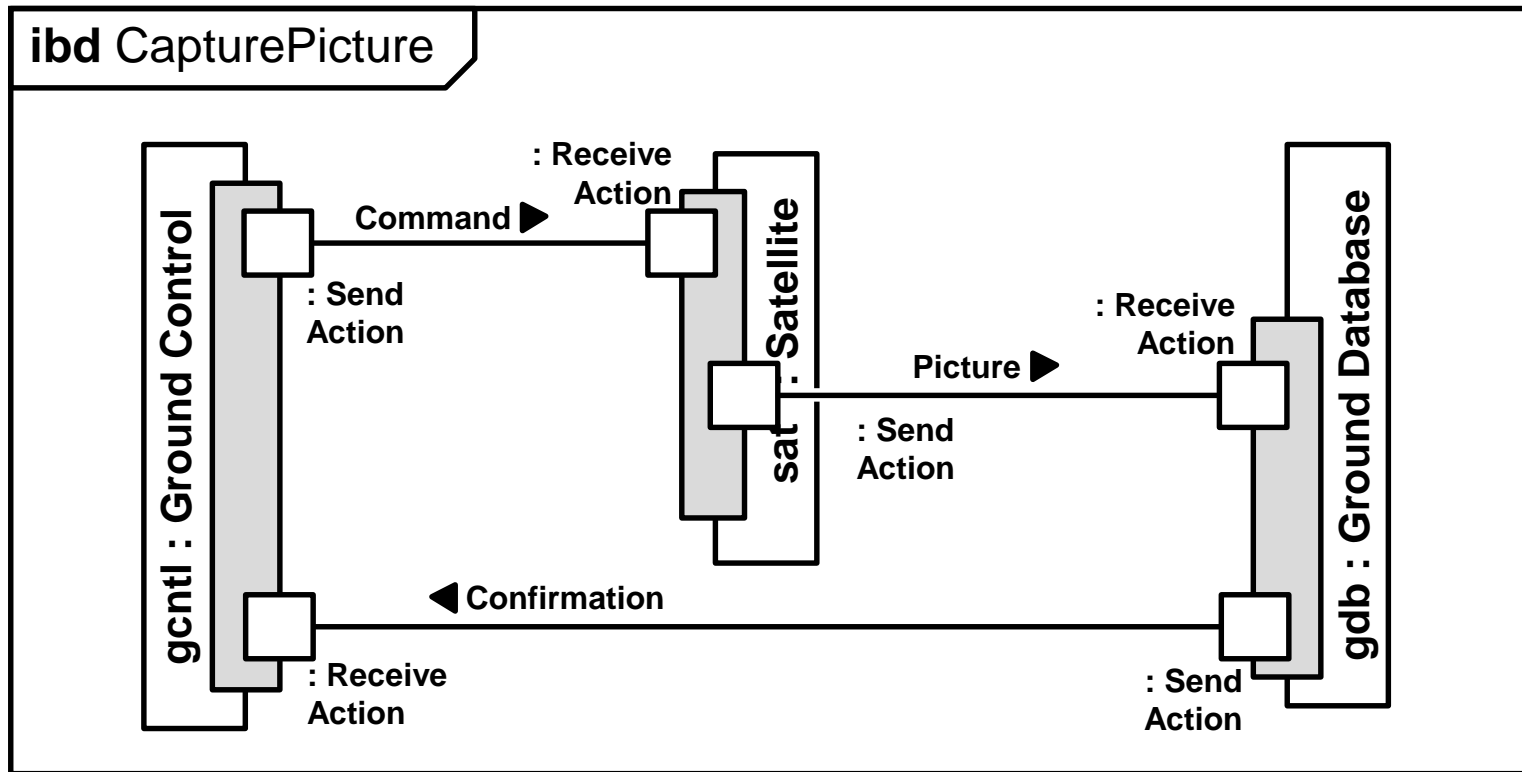 ibd CapturePicture
: Receive
Action
Command
: Send
Action
gcntl : Ground Control
sat : Satellite
: Receive
Action
Picture
: Send
Action
gdb : Ground Database
Confirmation
: Receive
Action
: Send
Action